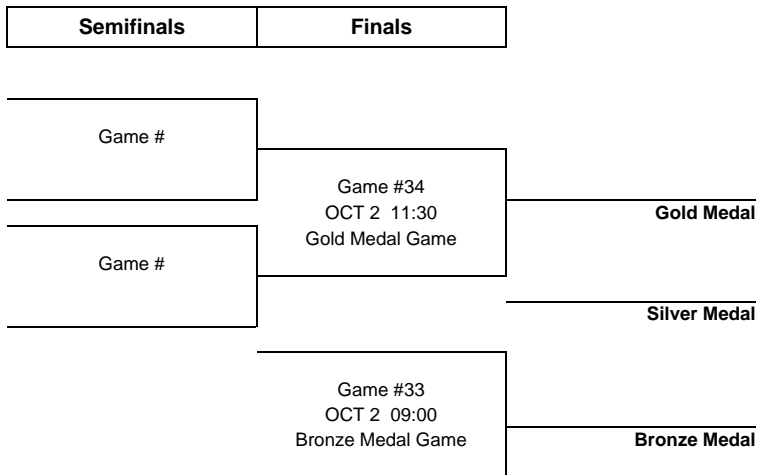 Semifinals Finals
Game #
Game #34
OCT 2 11:30
Gold Medal Game
Gold Medal
Game #
Silver Medal
Game #33
OCT 2 09:00
Bronze Medal Game
Bronze Medal